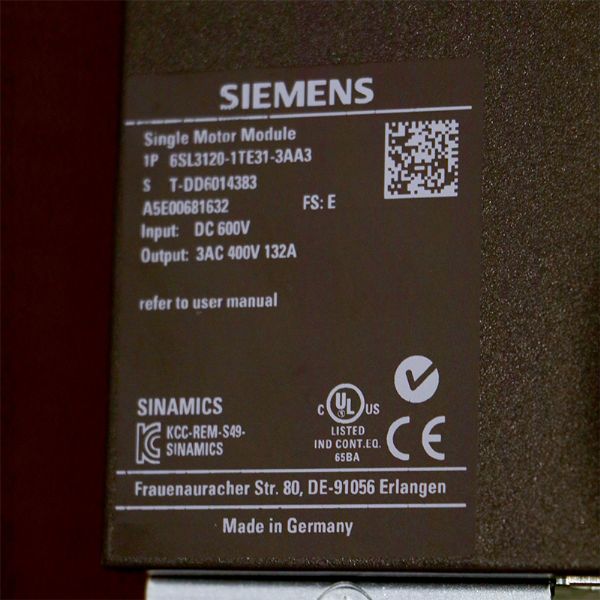 SIEMENS
Single Motor Module
1P 6SL3120-1TE31-3AA3
S T-DD6014383
A5E00681632 FS: E
Input: DC 600V
Output: 3AC 400V 132A
refer to user manual
SINAMICS
KCC-REM-S49-
SINAMICS
C UL US
LISTED
IND CONT.EQ.
65BA
CE
Frauenauracher Str. 80, DE-91056 Erlangen
Made in Germany